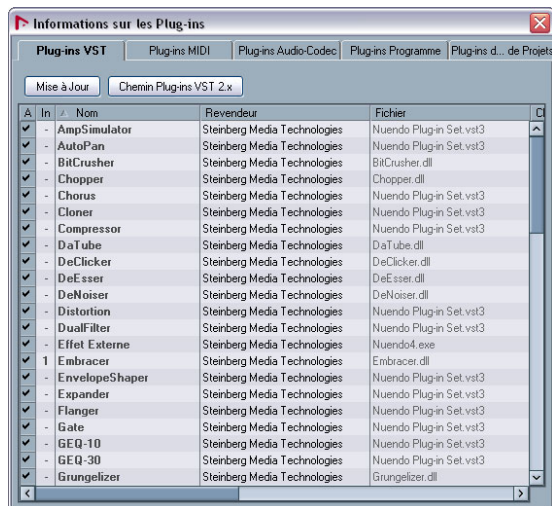 Informations sur les Plug-ins
Plug-ins VST Plug-ins MIDI Plug-ins Audio-Codec Plug-ins Programme Plug-ins d... de Projets
Mise à Jour Chemin Plug-ins VST 2.x
A In Nom Revendeur Fichier Cl
- AmpSimulator Steinberg Media Technologies Nuendo Plug-in Set.vst3
- AutoPan Steinberg Media Technologies Nuendo Plug-in Set.vst3
- BitCrusher Steinberg Media Technologies BitCrusher.dll
- Chopper Steinberg Media Technologies Chopper.dll
- Chorus Steinberg Media Technologies Nuendo Plug-in Set.vst3
- Cloner Steinberg Media Technologies Nuendo Plug-in Set.vst3
- Compressor Steinberg Media Technologies Nuendo Plug-in Set.vst3
- DaTube Steinberg Media Technologies DaTube.dll
- DeClicker Steinberg Media Technologies DeClicker.dll
- DeEsser Steinberg Media Technologies DeEsser.dll
- DeNoiser Steinberg Media Technologies DeNoiser.dll
- Distortion Steinberg Media Technologies Nuendo Plug-in Set.vst3
- DualFilter Steinberg Media Technologies Nuendo Plug-in Set.vst3
- Effet Externe Steinberg Media Technologies Nuendo4.exe
1 Embracer Steinberg Media Technologies Embracer.dll
- EnvelopeShaper Steinberg Media Technologies Nuendo Plug-in Set.vst3
- Expander Steinberg Media Technologies Nuendo Plug-in Set.vst3
- Flanger Steinberg Media Technologies Nuendo Plug-in Set.vst3
- Gate Steinberg Media Technologies Nuendo Plug-in Set.vst3
- GEQ-10 Steinberg Media Technologies Nuendo Plug-in Set.vst3
- GEQ-30 Steinberg Media Technologies Nuendo Plug-in Set.vst3
- Grungelizer Steinberg Media Technologies Grungelizer.dll